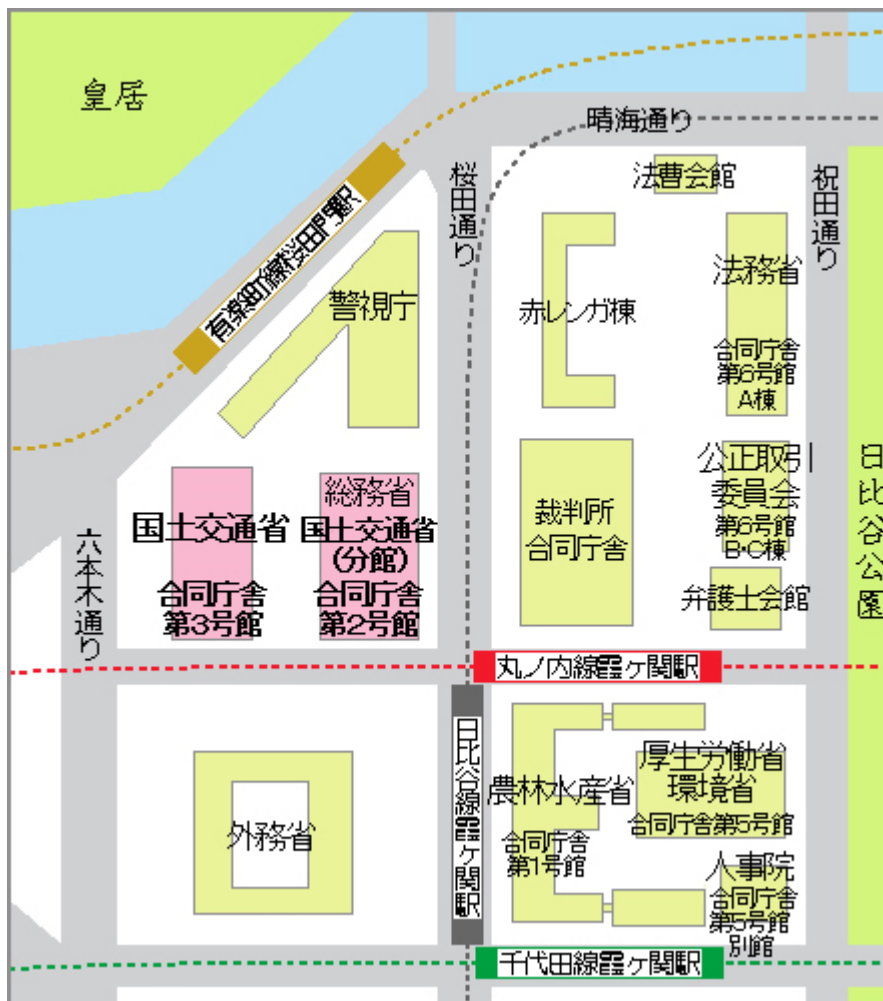 皇居
晴海通り
桜田通り
祝田通り
法曹会館
有楽町線桜田門駅
警視庁
赤レンガ棟
法務省
合同庁舎
第6号館
A棟
国土交通省
合同庁舎
第3号館
総務省
国土交通省
(分館)
合同庁舎
第2号館
裁判所
合同庁舎
公正取引
委員会
第6号館
B・C棟
弁護士会館
日比谷公園
六本木通り
丸ノ内線霞ヶ関駅
日比谷線霞ヶ関駅
外務省
農林水産省
合同庁舎
第1号館
厚生労働省
環境省
合同庁舎第5号館
人事院
合同庁舎
第5号館
別館
千代田線霞ヶ関駅